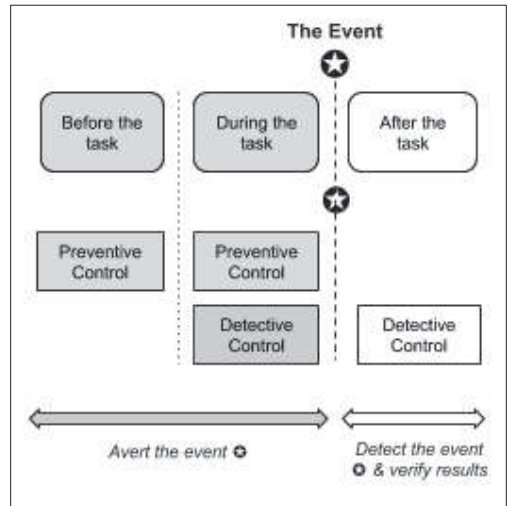 The Event
Before the
task
During the
task
After the
task
Preventive
Control
Preventive
Control
Detective
Control
Detective
Control
Avert the event ✪
Detect the event
✪ & verify results